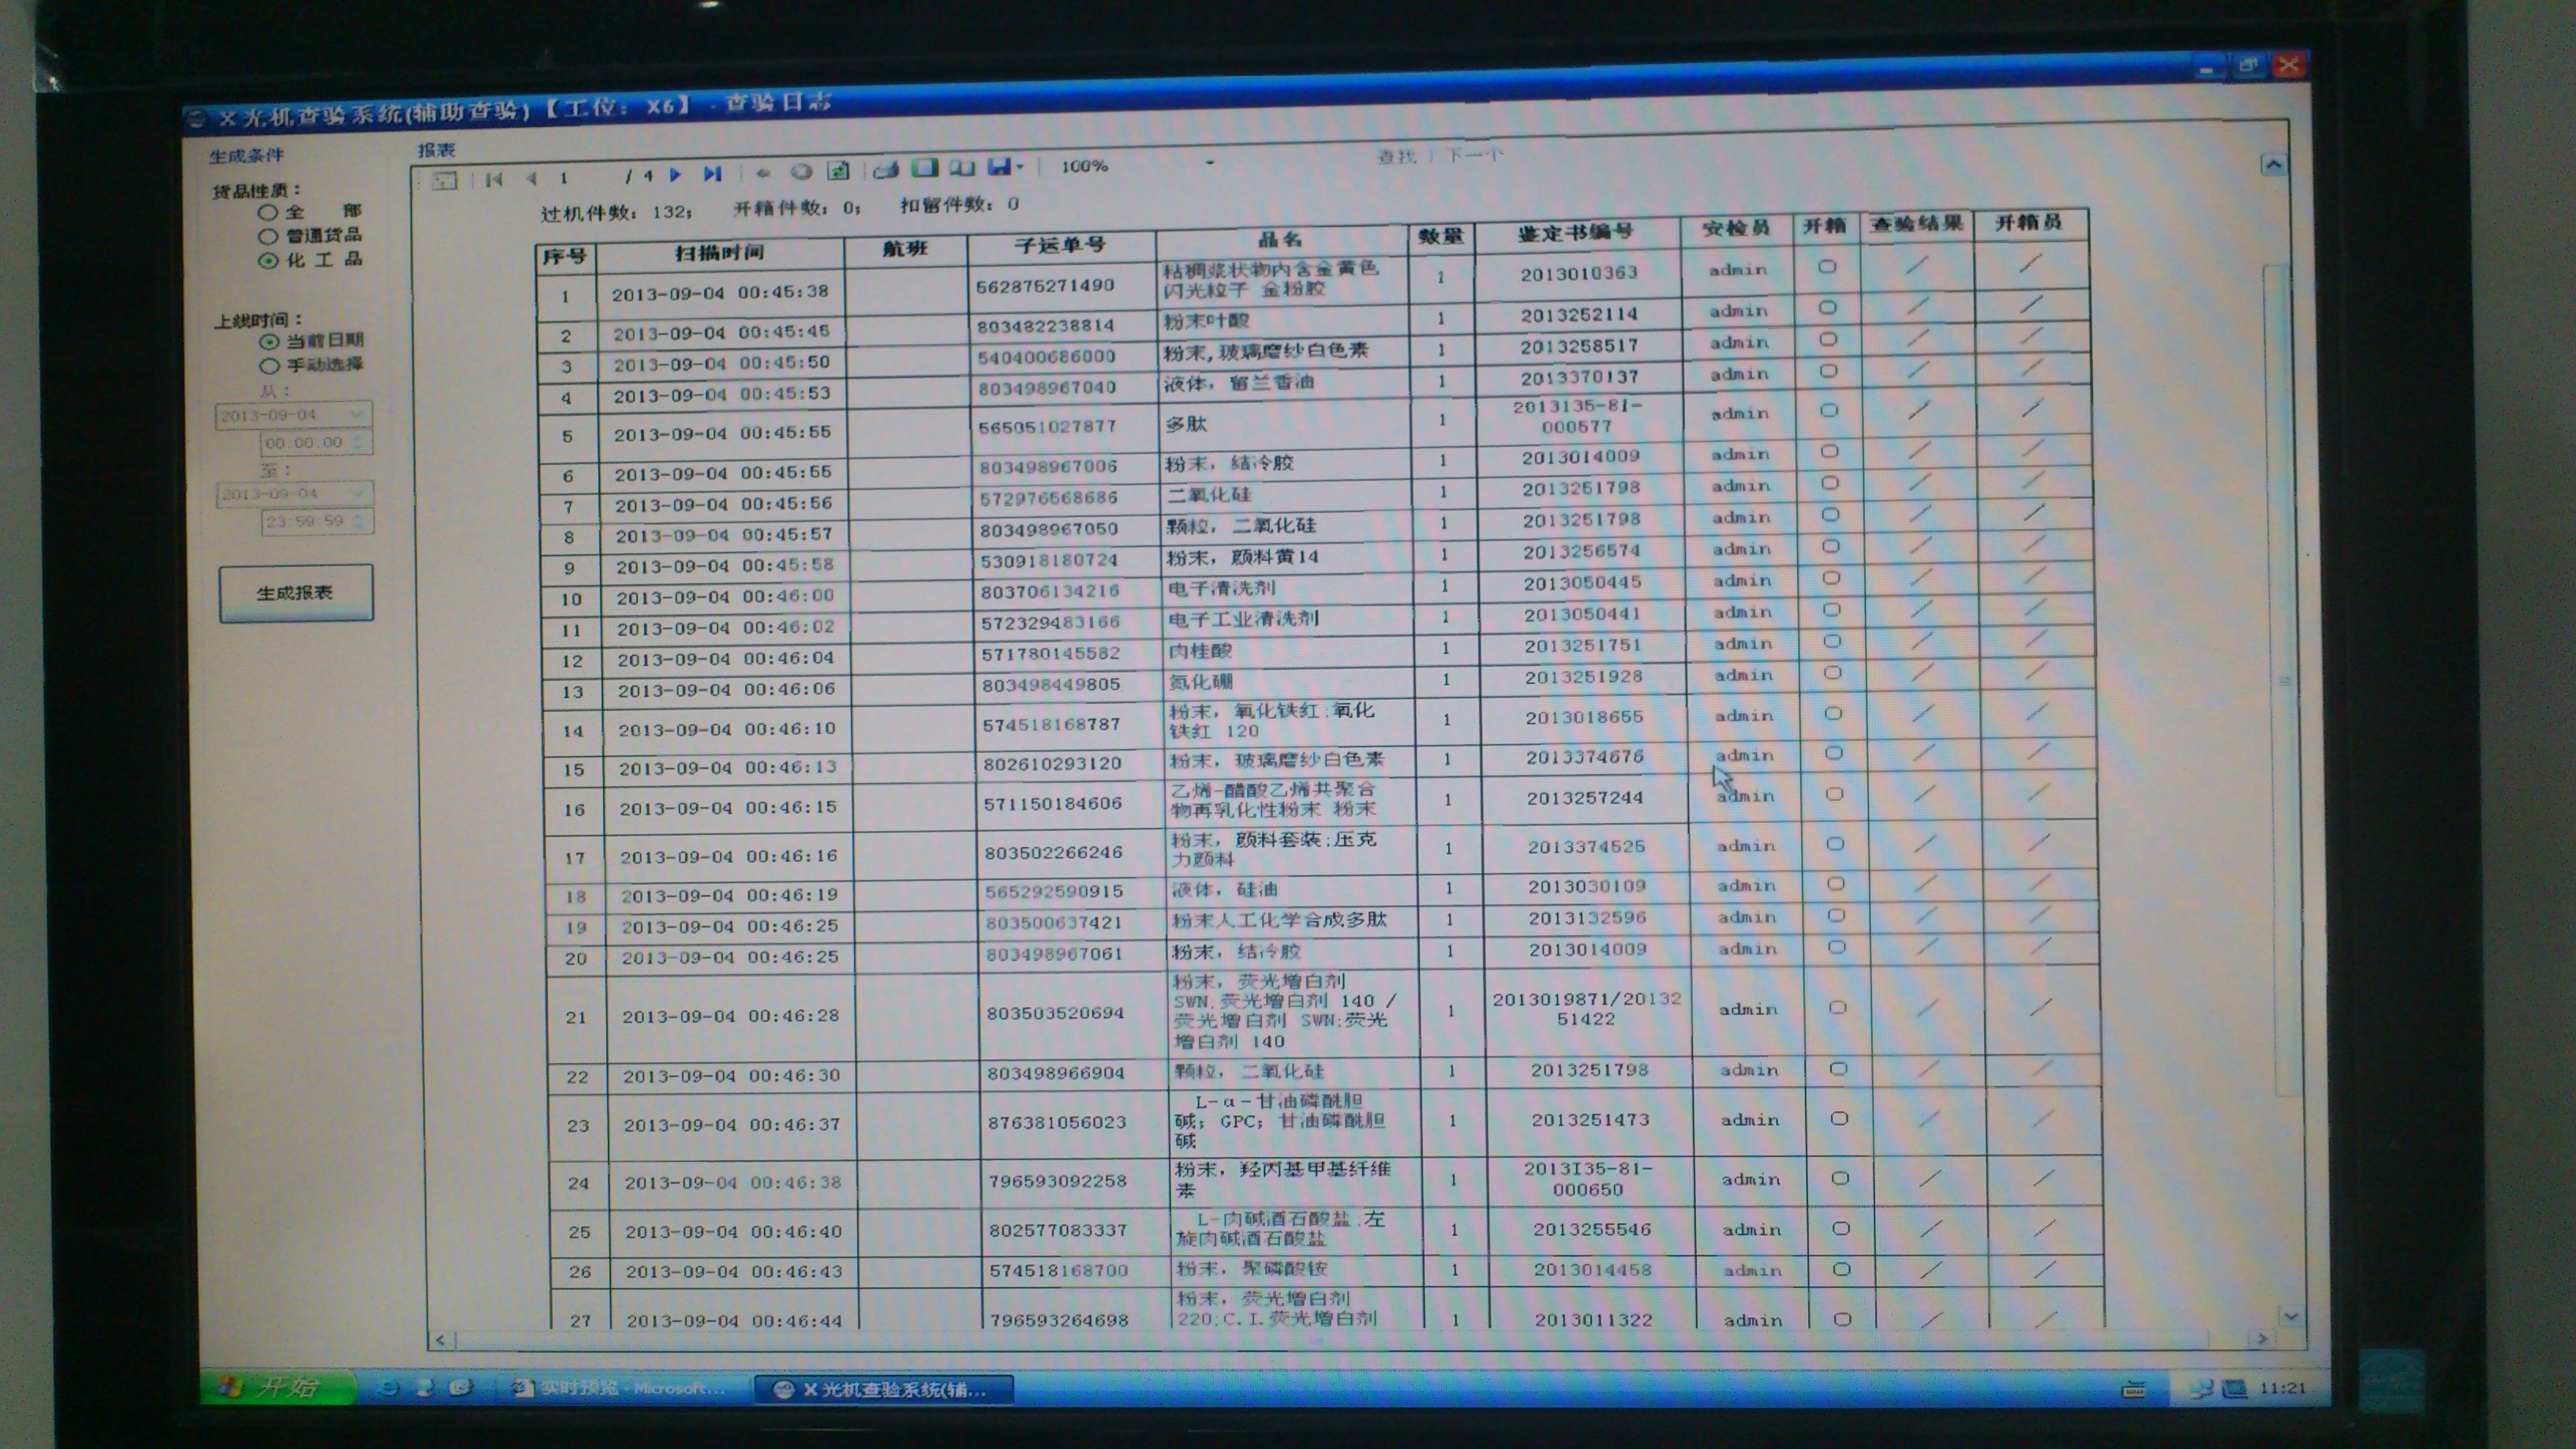 X光机查验系统(辅助查验)【工位：X6】 - 查验日志
生成条件
货品性质：
全 部
普通货品
化 工 品
上线时间：
当前日期
手动选择
从：
2013-09-04
00:00:00
至：
2013-09-04
23:59:59
生成报表
报表
1 / 4 100% 查找 | 下一个
过机件数：132； 开箱件数：0； 扣留件数：0
序号 扫描时间 航班 子运单号 品名 数量 鉴定书编号 安检员 开箱 查验结果 开箱员
1 2013-09-04 00:45:38 562875271490 粘稠浆状物内含金黄色闪光粒子 金粉胶 1 2013010363 admin / /
2 2013-09-04 00:45:45 803482238814 粉末叶酸 1 2013252114 admin / /
3 2013-09-04 00:45:50 540400686000 粉末,玻璃磨纱白色素 1 2013258517 admin / /
4 2013-09-04 00:45:53 803498967040 液体，留兰香油 1 2013370137 admin / /
5 2013-09-04 00:45:55 565051027877 多肽 1 2013135-81-000577 admin / /
6 2013-09-04 00:45:55 803498967006 粉末，结冷胶 1 2013014009 admin / /
7 2013-09-04 00:45:56 572976568686 二氧化硅 1 2013251798 admin / /
8 2013-09-04 00:45:57 803498967050 颗粒，二氧化硅 1 2013251798 admin / /
9 2013-09-04 00:45:58 530918180724 粉末，颜料黄14 1 2013256574 admin / /
10 2013-09-04 00:46:00 803706134216 电子清洗剂 1 2013050445 admin / /
11 2013-09-04 00:46:02 572329483166 电子工业清洗剂 1 2013050441 admin / /
12 2013-09-04 00:46:04 571780145582 肉桂酸 1 2013251751 admin / /
13 2013-09-04 00:46:06 803498449805 氮化硼 1 2013251928 admin / /
14 2013-09-04 00:46:10 574518168787 粉末，氧化铁红:氧化铁红 120 1 2013018655 admin / /
15 2013-09-04 00:46:13 802610293120 粉末，玻璃磨纱白色素 1 2013374676 admin / /
16 2013-09-04 00:46:15 571150184606 乙烯-醋酸乙烯共聚合物再乳化性粉末 粉末 1 2013257244 admin / /
17 2013-09-04 00:46:16 803502266246 粉末，颜料套装:压克力颜料 1 2013374525 admin / /
18 2013-09-04 00:46:19 565292590915 液体，硅油 1 2013030109 admin / /
19 2013-09-04 00:46:25 803500637421 粉末人工化学合成多肽 1 2013132596 admin / /
20 2013-09-04 00:46:25 803498967061 粉末，结冷胶 1 2013014009 admin / /
21 2013-09-04 00:46:28 803503520694 粉末，荧光增白剂 SWN.荧光增白剂 140 / 荧光增白剂 SWN:荧光增白剂 140 1 2013019871/2013251422 admin / /
22 2013-09-04 00:46:30 803498966904 颗粒，二氧化硅 1 2013251798 admin / /
23 2013-09-04 00:46:37 876381056023 L-α-甘油磷酰胆碱；GPC；甘油磷酰胆碱 1 2013251473 admin / /
24 2013-09-04 00:46:38 796593092258 粉末，羟丙基甲基纤维素 1 2013I35-81-000650 admin / /
25 2013-09-04 00:46:40 802577083337 L-肉碱酒石酸盐.左旋肉碱酒石酸盐 1 2013255546 admin / /
26 2013-09-04 00:46:43 574518168700 粉末，聚磷酸铵 1 2013014458 admin / /
27 2013-09-04 00:46:44 796593264698 粉末，荧光增白剂 220.C.I.荧光增白剂 1 2013011322 admin / /
开始 实时预览 - Microsoft... X 光机查验系统(辅... 11:21